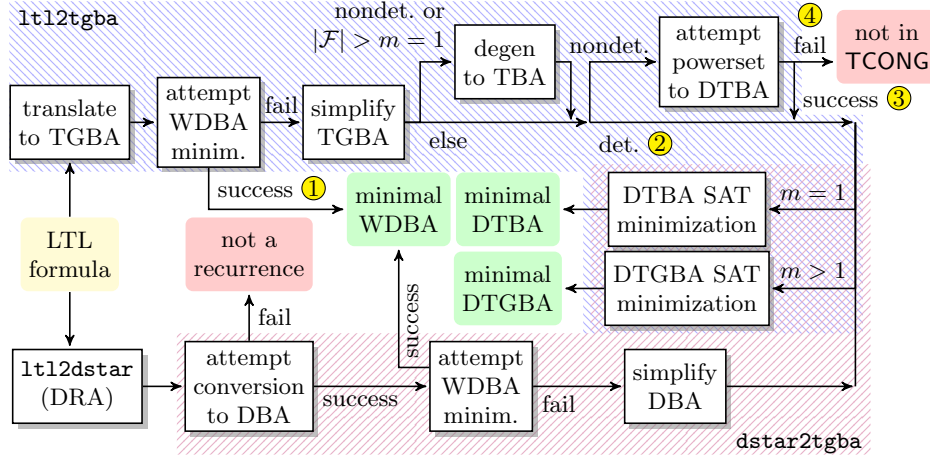 ltl2tgba
nondet. or
|F| > m = 1
degen
to TBA
nondet.
attempt
powerset
to DTBA
4
fail
not in
TCONG
translate
to TGBA
attempt
WDBA
minim.
fail
simplify
TGBA
else
success 3
det. 2
success 1
minimal
WDBA
minimal
DTBA
DTBA SAT
minimization
m = 1
LTL
formula
not a
recurrence
minimal
DTGBA
DTGBA SAT
minimization
m > 1
fail
success
ltl2dstar
(DRA)
attempt
conversion
to DBA
success
attempt
WDBA
minim.
fail
simplify
DBA
dstar2tgba